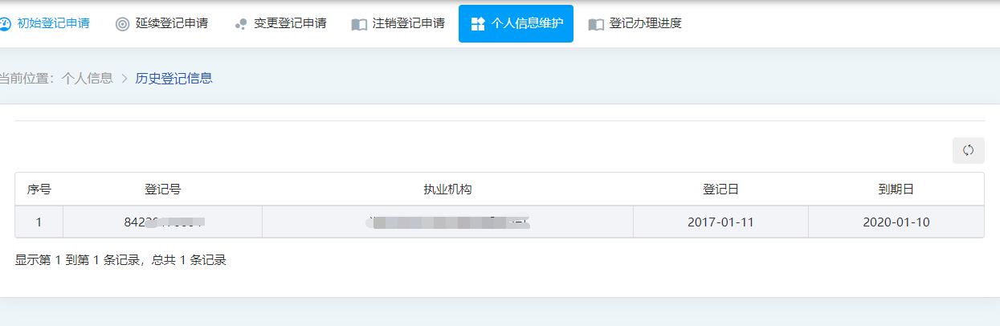 初始登记申请 延续登记申请 变更登记申请 注销登记申请 个人信息维护 登记办理进度
当前位置：个人信息 > 历史登记信息
序号 登记号 执业机构 登记日 到期日
1 842 2017-01-11 2020-01-10
显示第 1 到第 1 条记录，总共 1 条记录